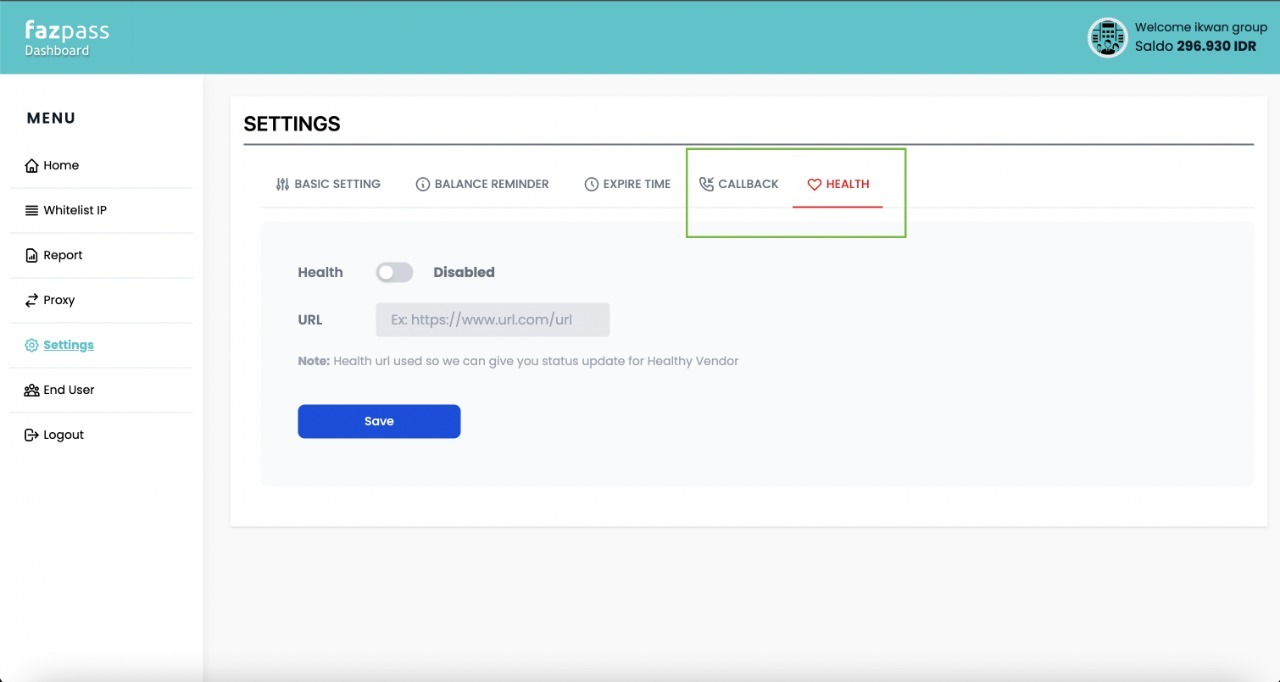 fazpass
Dashboard
Welcome ikwan group
Saldo 296.930 IDR
MENU
Home
Whitelist IP
Report
Proxy
Settings
End User
Logout
SETTINGS
BASIC SETTING BALANCE REMINDER EXPIRE TIME CALLBACK HEALTH
Health Disabled
URL Ex: https://www.url.com/url
Note: Health url used so we can give you status update for Healthy Vendor
Save